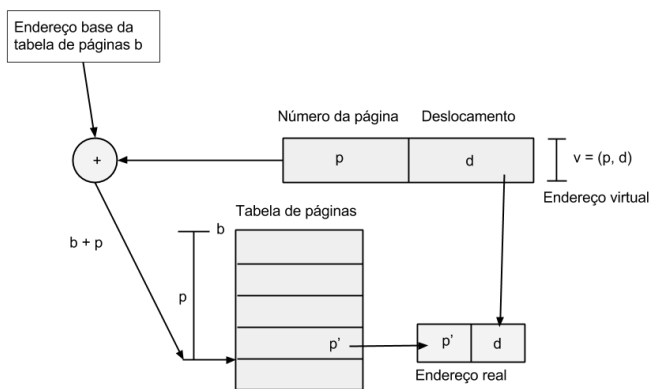 Endereço base da
tabela de páginas b
Número da página
Deslocamento
+
p
d
v = (p, d)
Endereço virtual
Tabela de páginas
b
b + p
p
p'
p'
d
Endereço real